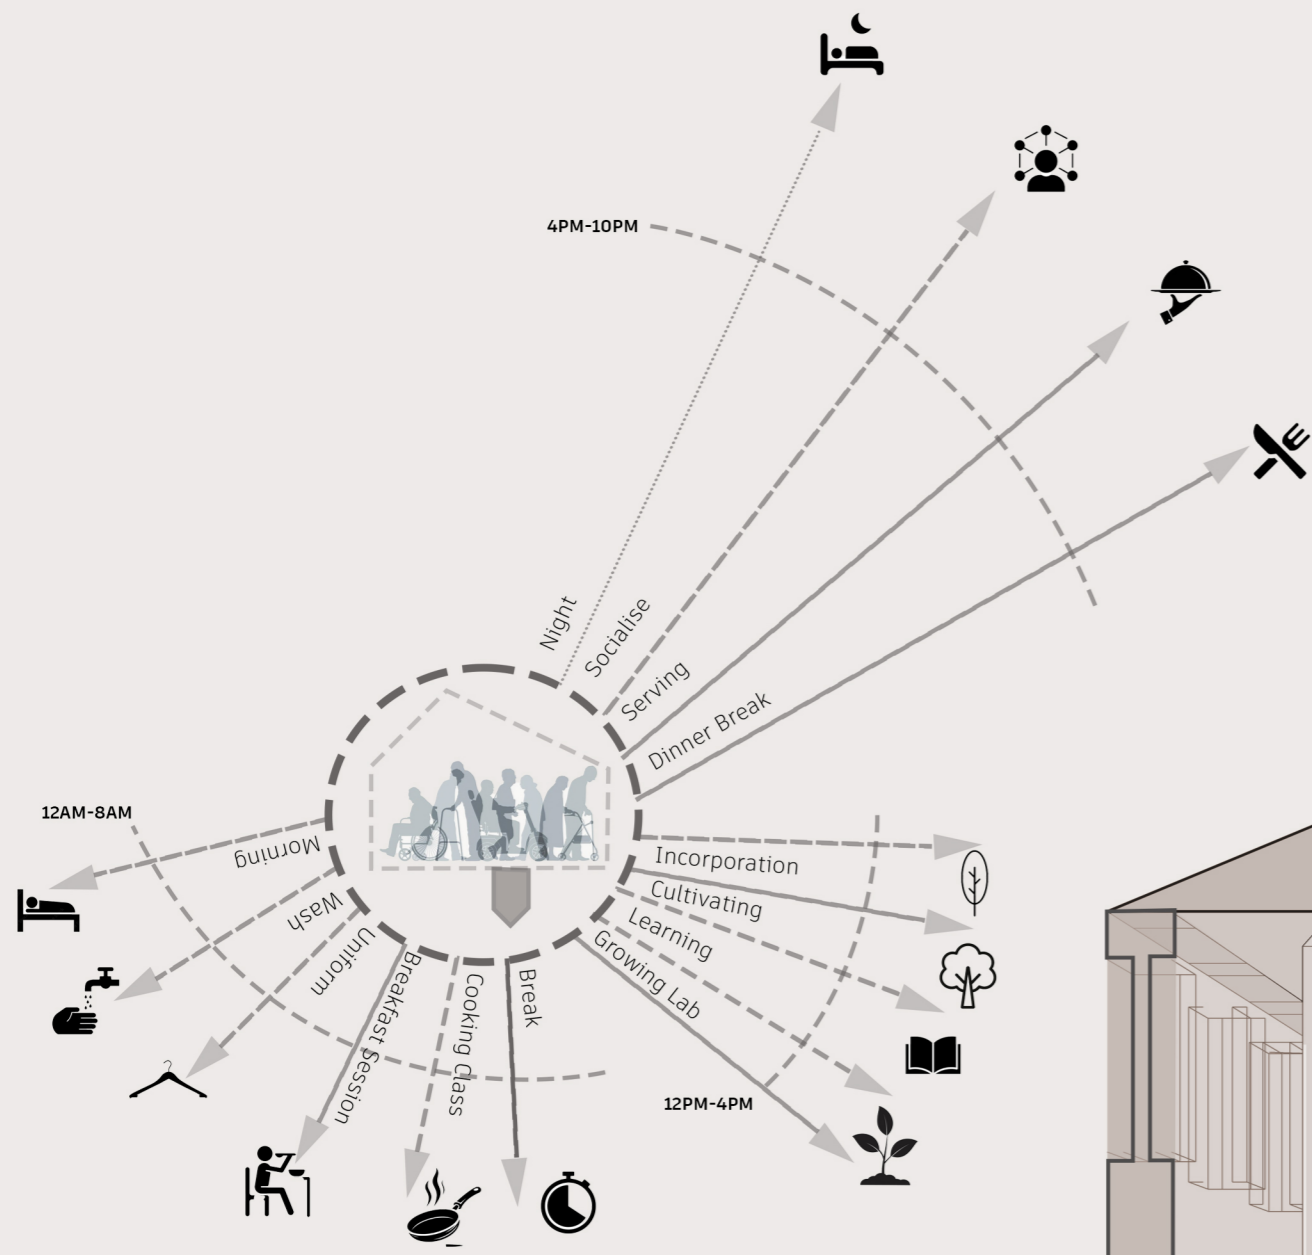 4PM-10PM
Night
Socialise
Serving
Dinner Break
12AM-8AM
Morning
Wash
Uniform
Breakfast Session
Cooking Class
Break
Incorporation
Cultivating
Learning
Growing Lab
12PM-4PM